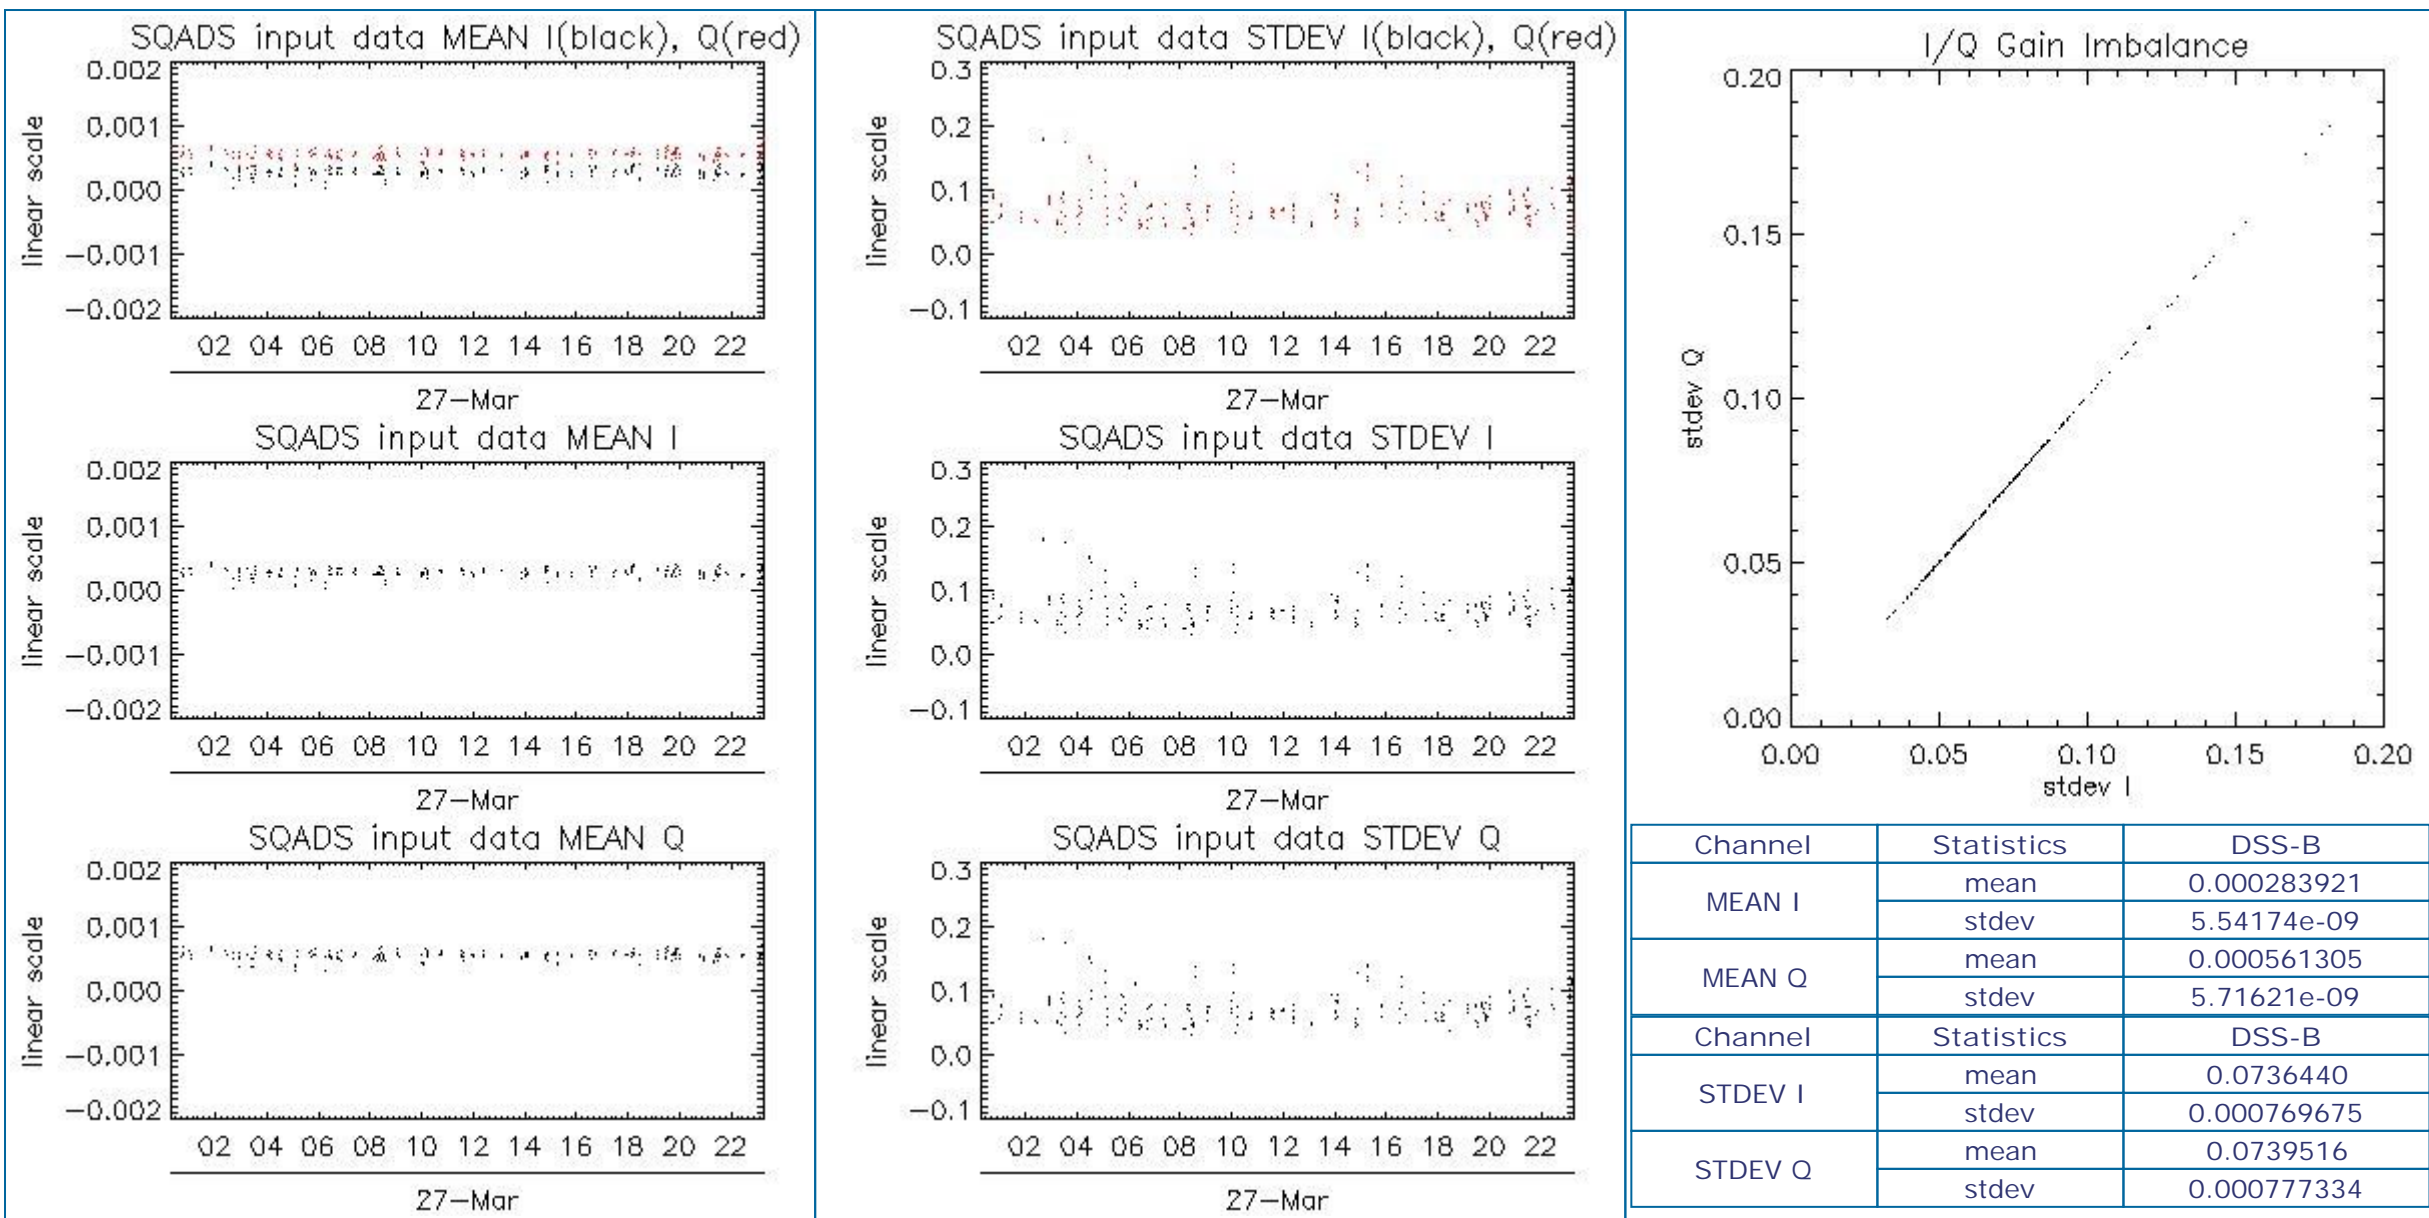 SQADS input data MEAN I(black), Q(red)
0.002
0.001
0.000
−0.001
−0.002
linear scale
02 04 06 08 10 12 14 16 18 20 22
27−Mar
SQADS input data MEAN I
0.002
0.001
0.000
−0.001
−0.002
linear scale
02 04 06 08 10 12 14 16 18 20 22
27−Mar
SQADS input data MEAN Q
0.002
0.001
0.000
−0.001
−0.002
linear scale
02 04 06 08 10 12 14 16 18 20 22
27−Mar
SQADS input data STDEV I(black), Q(red)
0.3
0.2
0.1
0.0
−0.1
linear scale
02 04 06 08 10 12 14 16 18 20 22
27−Mar
SQADS input data STDEV I
0.3
0.2
0.1
0.0
−0.1
linear scale
02 04 06 08 10 12 14 16 18 20 22
27−Mar
SQADS input data STDEV Q
0.3
0.2
0.1
0.0
−0.1
linear scale
02 04 06 08 10 12 14 16 18 20 22
27−Mar
I/Q Gain Imbalance
0.20
0.15
0.10
0.05
0.00
stdev Q
0.00 0.05 0.10 0.15 0.20
stdev I
Channel Statistics DSS-B
MEAN I mean 0.000283921
stdev 5.54174e-09
MEAN Q mean 0.000561305
stdev 5.71621e-09
Channel Statistics DSS-B
STDEV I mean 0.0736440
stdev 0.000769675
STDEV Q mean 0.0739516
stdev 0.000777334